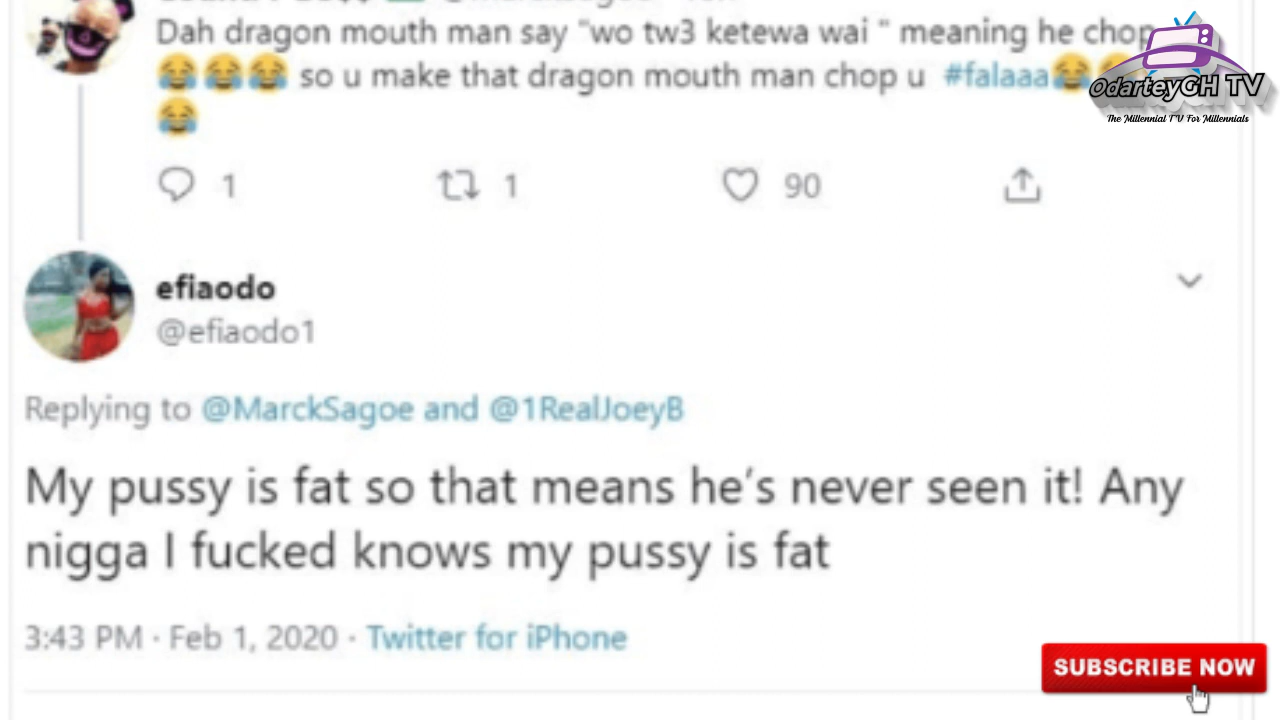 Dah dragon mouth man say "wo tw3 ketewa wai " meaning he chop
😂😂😂 so u make that dragon mouth man chop u #falaaa😂
😂
OdarteyGH TV
The Millennial TV For Millennials
1 1 90
efiaodo
@efiaodo1
Replying to @MarckSagoe and @1RealJoeyB
My pussy is fat so that means he's never seen it! Any
nigga I fucked knows my pussy is fat
3:43 PM · Feb 1, 2020 · Twitter for iPhone
SUBSCRIBE NOW